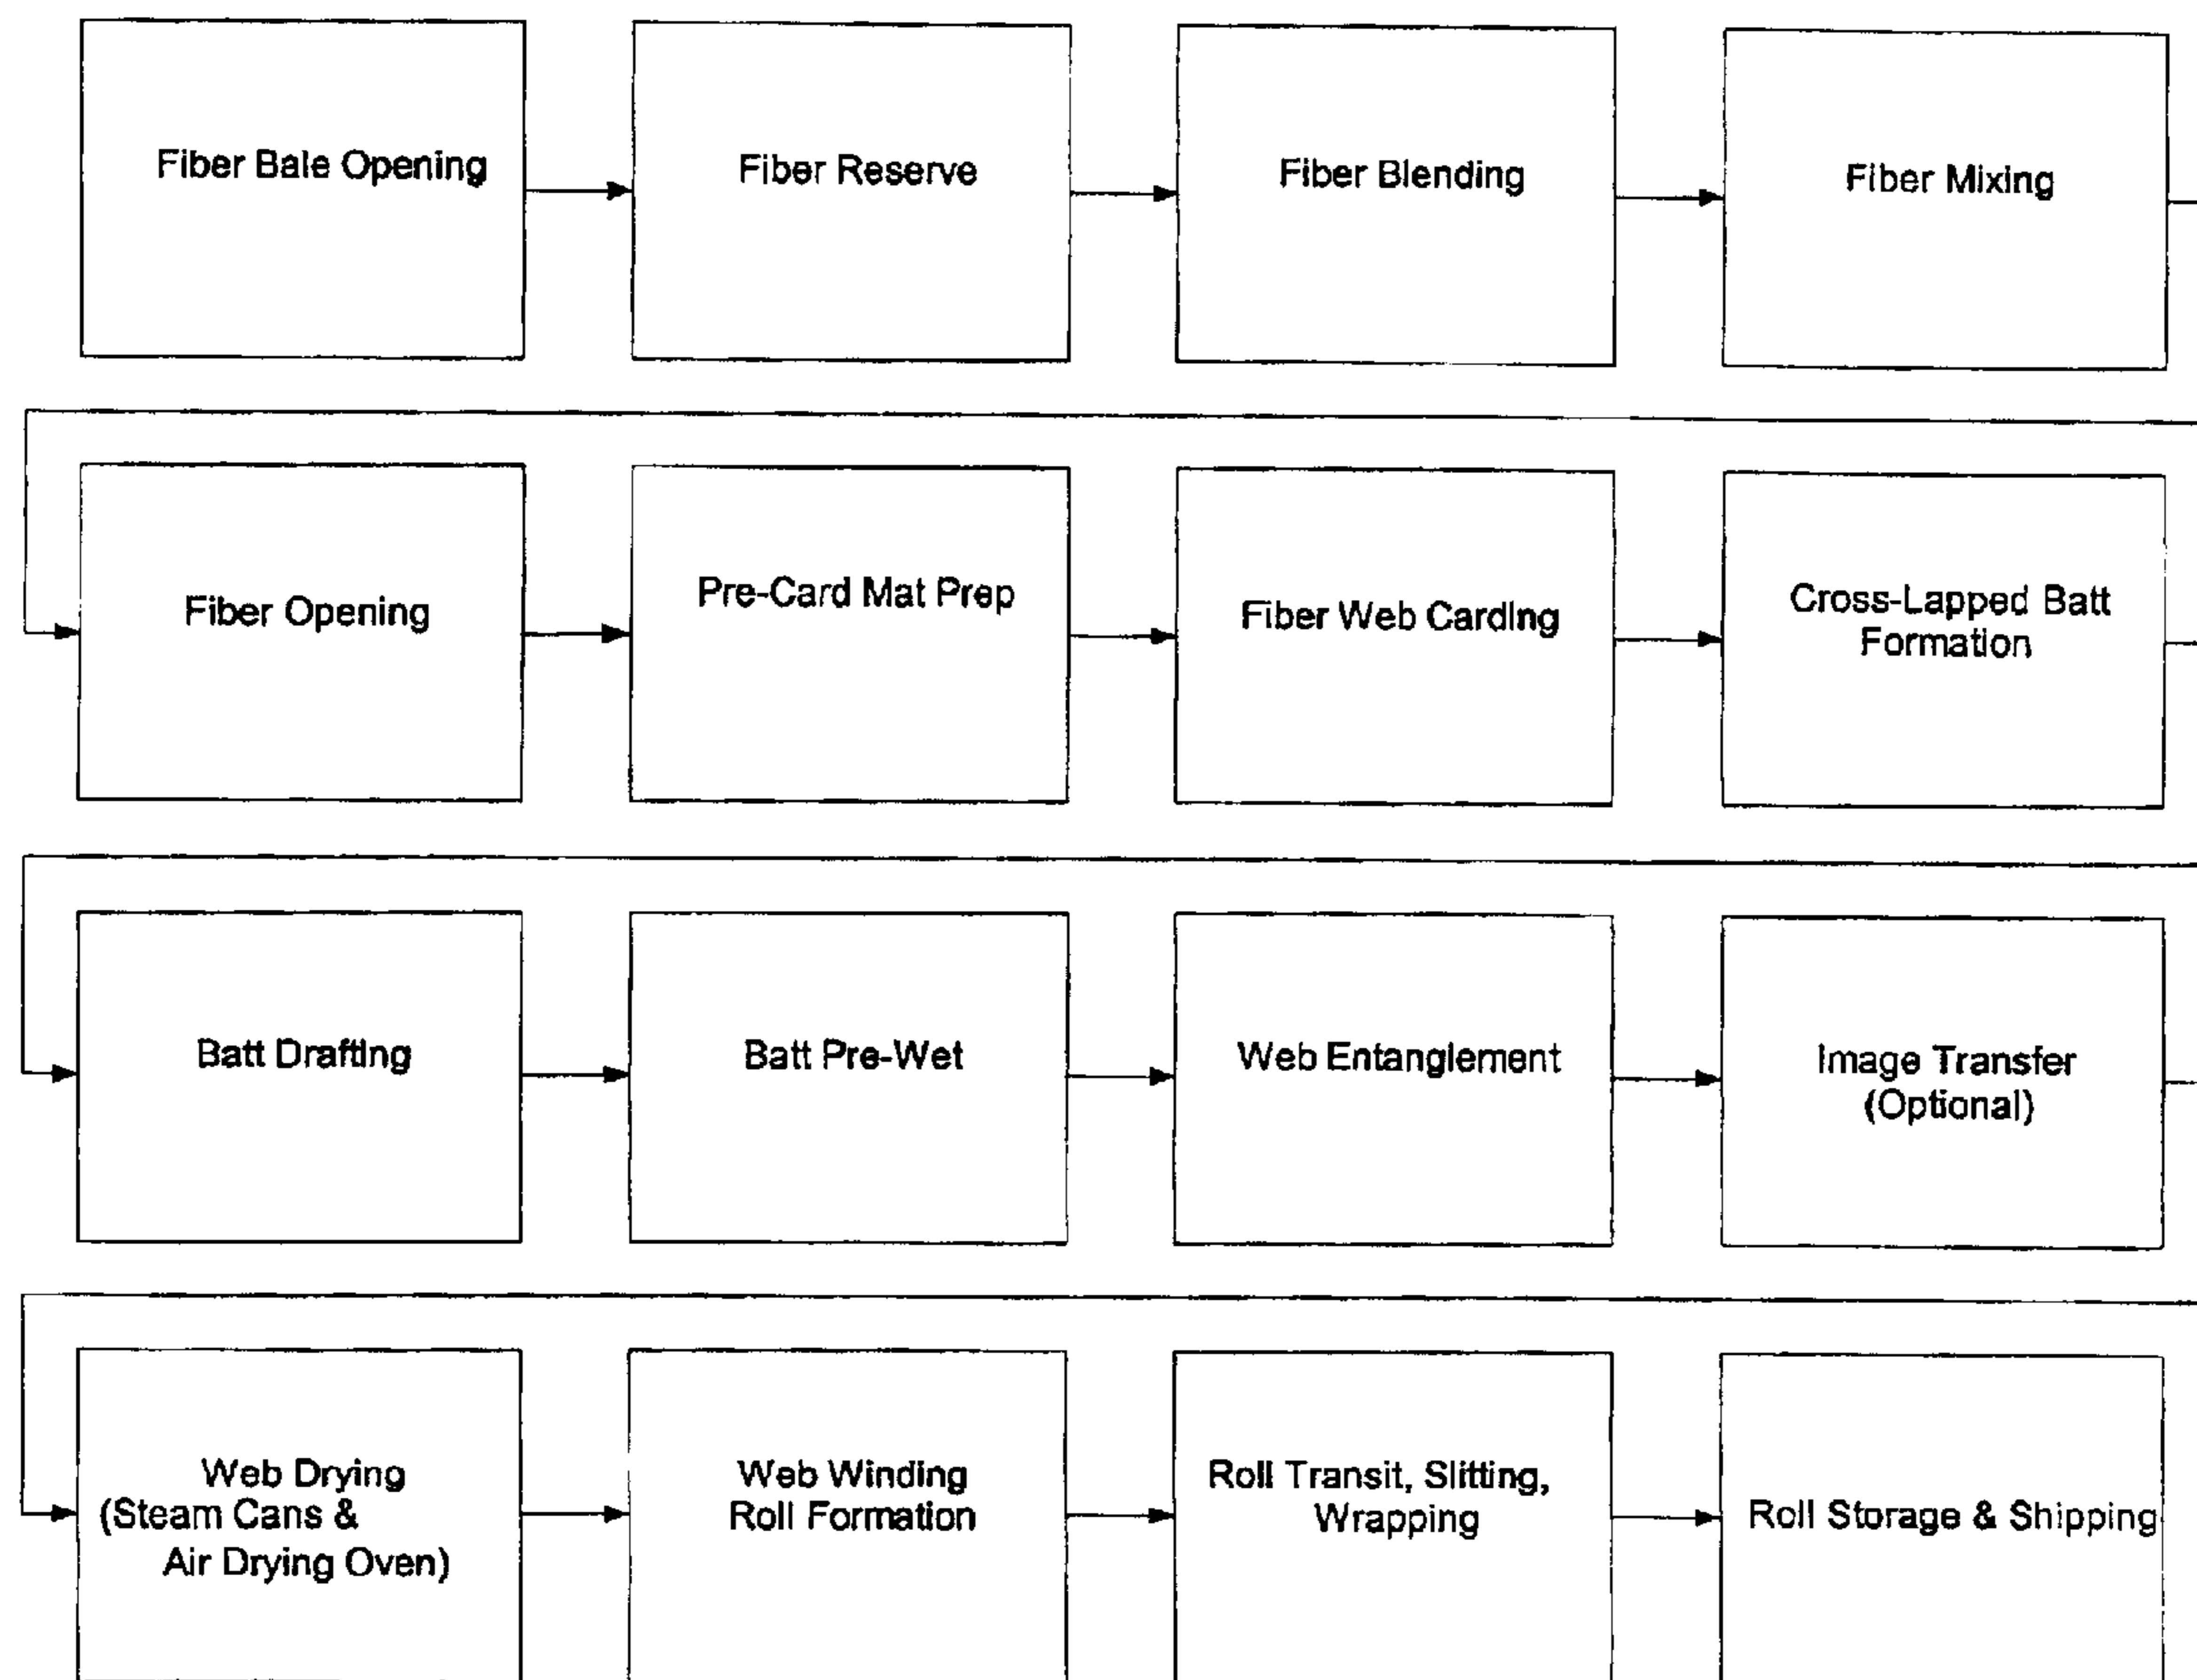 Fiber Bale Opening
Fiber Reserve
Fiber Blending
Fiber Mixing
Fiber Opening
Pre-Card Mat Prep
Fiber Web Carding
Cross-Lapped Batt
Formation
Batt Drafting
Batt Pre-Wet
Web Entanglement
Image Transfer
(Optional)
Web Drying
(Steam Cans &
Air Drying Oven)
Web Winding
Roll Formation
Roll Transit, Slitting,
Wrapping
Roll Storage & Shipping